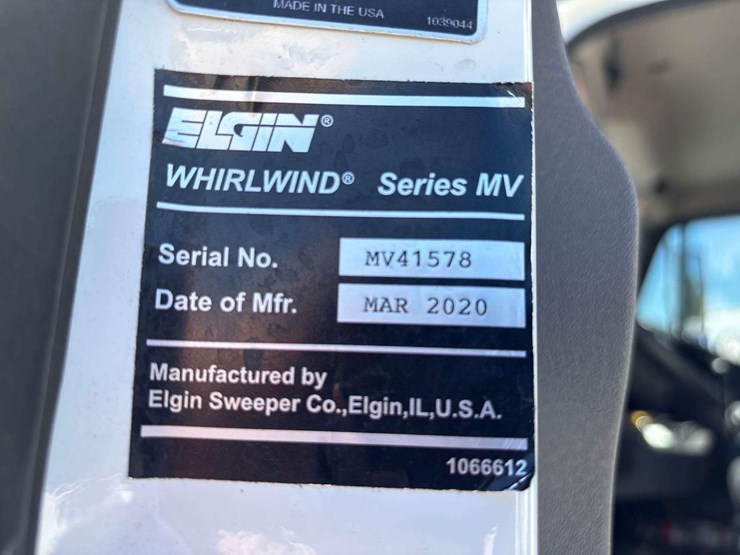 MADE IN THE USA
1039044
ELGIN®
WHIRLWIND® Series MV
Serial No. MV41578
Date of Mfr. MAR 2020
Manufactured by
Elgin Sweeper Co.,Elgin,IL,U.S.A.
1066612